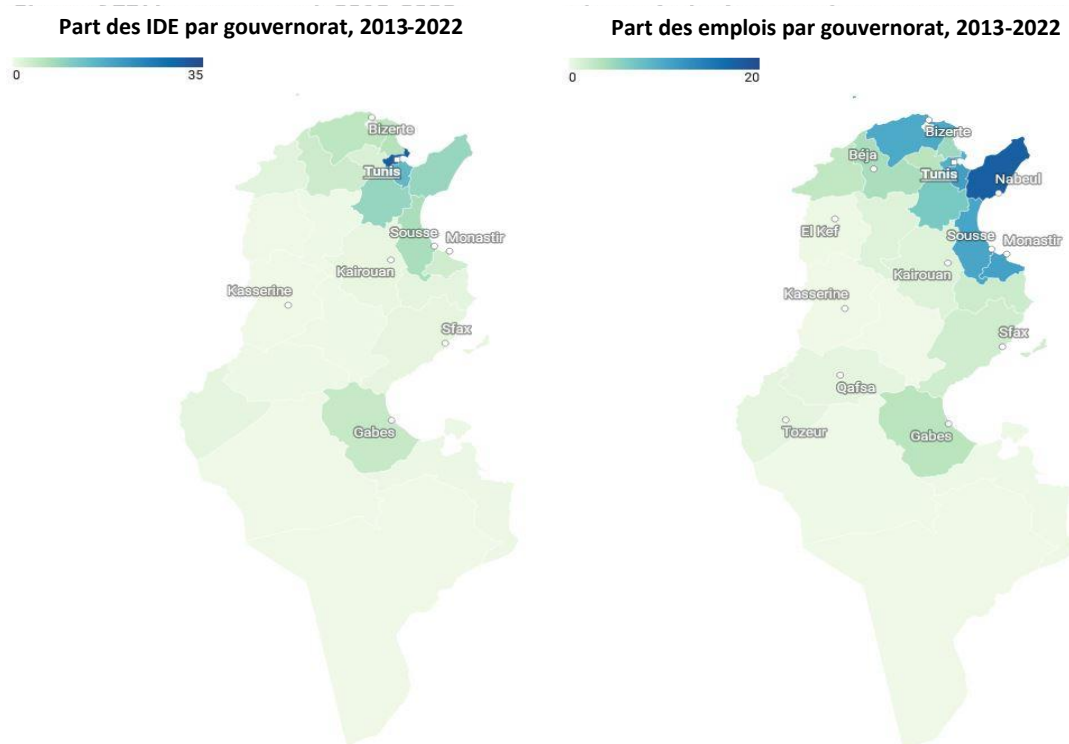 Part des IDE par gouvernorat, 2013-2022
0
35
Bizerte
Tunis
Sousse
Monastir
Kairouan
Kasserine
Sfax
Gabes
Part des emplois par gouvernorat, 2013-2022
0
20
Bizerte
Béja
Tunis
Nabeul
El Kef
Sousse
Monastir
Kairouan
Kasserine
Sfax
Qafsa
Tozeur
Gabes